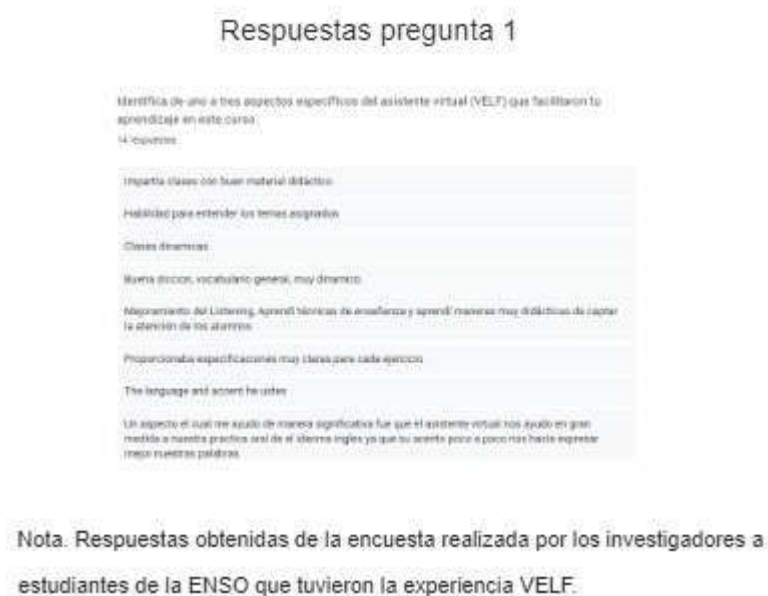 Respuestas pregunta 1
Identifica de uno a tres aspectos específicos del asistente virtual (VELF) que facilitaron tu
aprendizaje en este curso
14 respuestas
Impartía clases con buen material didáctico
Habilidad para entender los temas asignados
Clases dinamicas
Buena diccion, vocabulario general, muy dinamico
Mejoramiento del Listening, Aprendí técnicas de enseñanza y aprendí maneras muy didácticas de captar
la atención de los alumnos
Proporcionaba especificaciones muy claras para cada ejercicio
The language and accent he
Un aspecto el cual me ayudo de manera significativa fue que el asistente virtual nos ayudo en gran
medida a nuestra practica oral de el idioma ingles ya que su acento poco a poco nos hacia expresar
mejor nuestras palabras
Nota. Respuestas obtenidas de la encuesta realizada por los investigadores a
estudiantes de la ENSO que tuvieron la experiencia VELF.